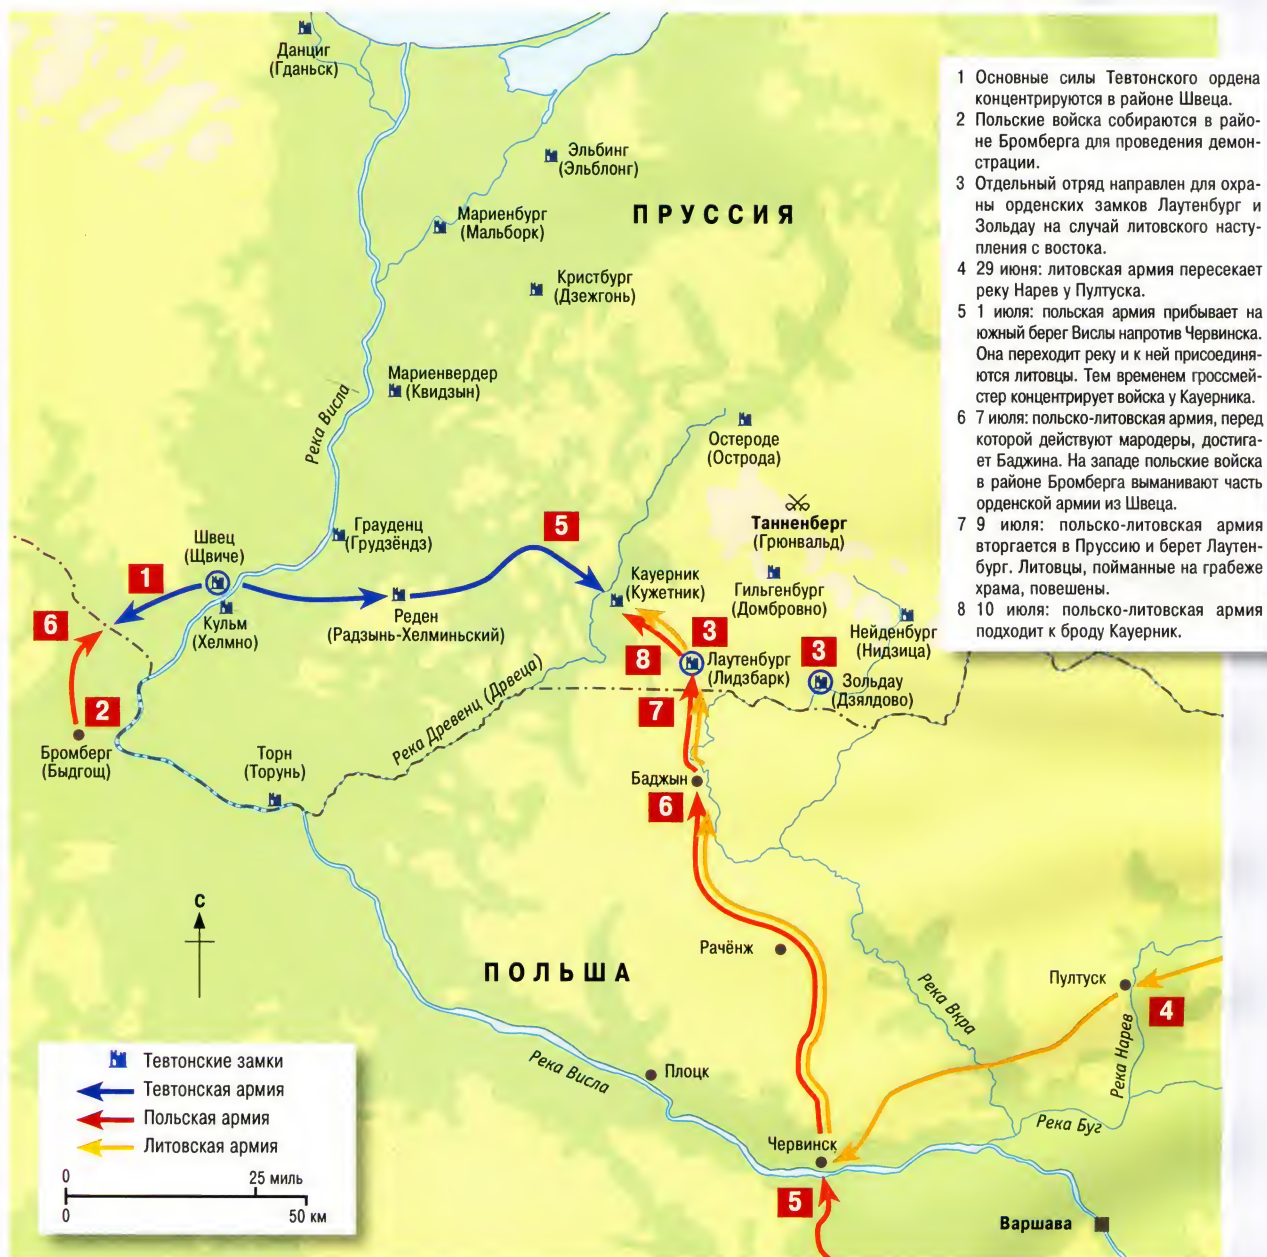 Данциг
(Гданьск)
Эльбинг
(Эльблонг)
ПРУССИЯ
Мариенбург
(Мальборк)
Кристбург
(Дзежгонь)
Мариенвердер
(Квидзын)
Река Висла
Остероде
(Острода)
Танненберг
(Грюнвальд)
Грауденц
(Грудзёндз)
5
Швец
(Щвиче)
1
Кауерник
(Кужетник)
Гильгенбург
(Домбровно)
6
Кульм
(Хелмно)
Реден
(Радзынь-Хелминьский)
Нейденбург
(Нидзица)
3
3
8
Лаутенбург
(Лидзбарк)
Зольдау
(Дзялдово)
Река Древенц (Дрвеца)
7
2
Бромберг
(Быдгощ)
Торн
(Торунь)
Баджын
6
С
Рачёнж
ПОЛЬША
Пултуск
4
Река Вкра
Река Нарев
Река Висла
Плоцк
Река Буг
Червинск
5
Варшава
1 Основные силы Тевтонского ордена
концентрируются в районе Швеца.
2 Польские войска собираются в райо-
не Бромберга для проведения демон-
страции.
3 Отдельный отряд направлен для охра-
ны орденских замков Лаутенбург и
Зольдау на случай литовского насту-
пления с востока.
4 29 июня: литовская армия пересекает
реку Нарев у Пултуска.
5 1 июля: польская армия прибывает на
южный берег Вислы напротив Червинска.
Она переходит реку и к ней присоединя-
ются литовцы. Тем временем гроссмей-
стер концентрирует войска у Кауерника.
6 7 июля: польско-литовская армия, перед
которой действуют мародеры, достига-
ет Баджина. На западе польские войска
в районе Бромберга выманивают часть
орденской армии из Швеца.
7 9 июля: польско-литовская армия
вторгается в Пруссию и берет Лаутен-
бург. Литовцы, пойманные на грабеже
храма, повешены.
8 10 июля: польско-литовская армия
подходит к броду Кауерник.
Тевтонские замки
Тевтонская армия
Польская армия
Литовская армия
0 25 миль
0 50 км